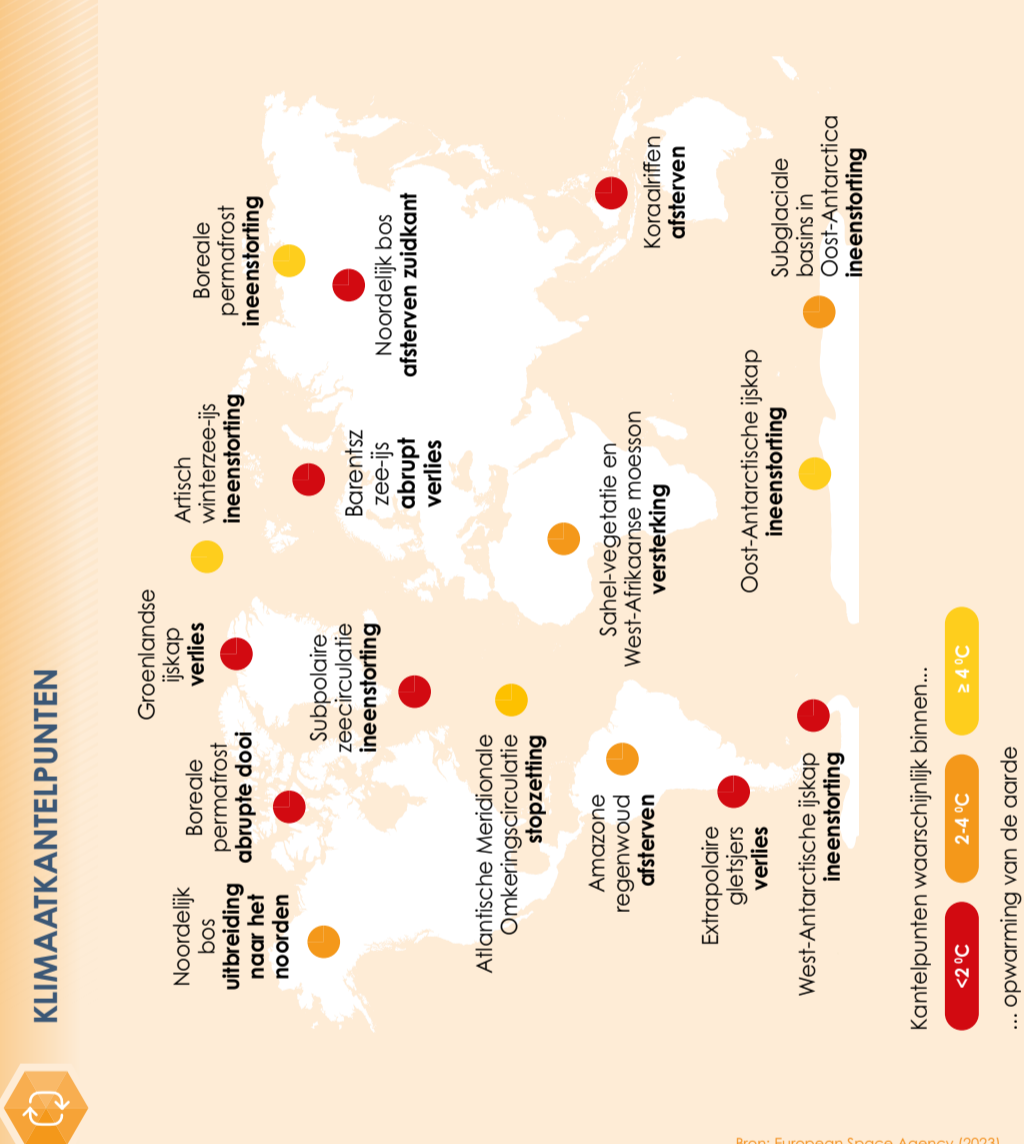 KLIMAATKANTELPUNTEN
Noordelijk
bos
uitbreiding
naar het
noorden
Boreale
permafrost
abrupte dooi
Groenlandse
ijskap
verlies
Artisch
winterzee-ijs
ineenstorting
Boreale
permafrost
ineenstorting
Subpolaire
zeecirculatie
ineenstorting
Barentsz
zee-ijs
abrupt
verlies
Noordelijk bos
afsterven zuidkant
Atlantische Meridionale
Omkeringscirculatie
stopzetting
Amazone
regenwoud
afsterven
Sahel-vegetatie en
West-Afrikaanse moesson
versterking
Koraalriffen
afsterven
Extrapolaire
gletsjers
verlies
West-Antarctische ijskap
ineenstorting
Oost-Antarctische ijskap
ineenstorting
Subglaciale
basins in
Oost-Antarctica
ineenstorting
Kantelpunten waarschijnlijk binnen...
<2 ºC
2-4 ºC
≥ 4 ºC
... opwarming van de aarde
Bron: European Space Agency (2023)